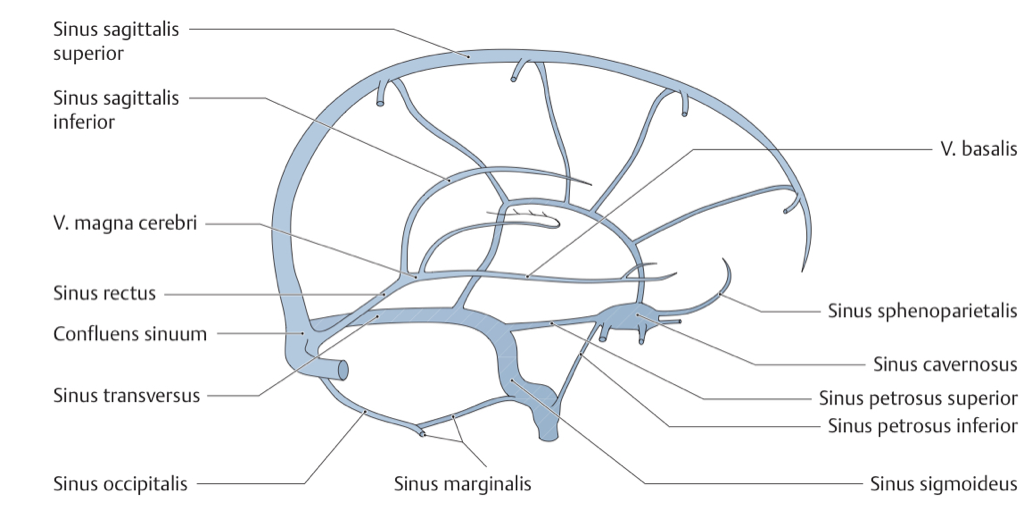 Sinus sagittalis
superior
Sinus sagittalis
inferior
V. basalis
V. magna cerebri
Sinus rectus
Sinus sphenoparietalis
Confluens sinuum
Sinus cavernosus
Sinus transversus
Sinus petrosus superior
Sinus petrosus inferior
Sinus occipitalis
Sinus marginalis
Sinus sigmoideus